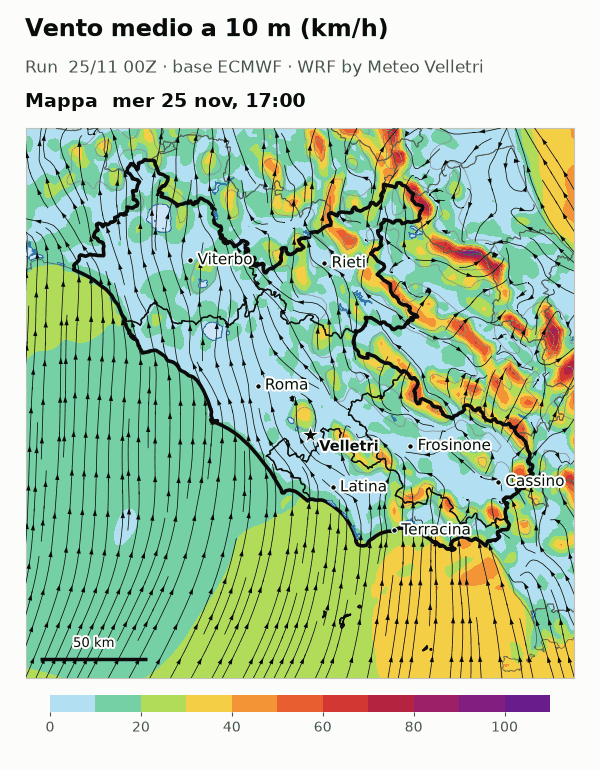 Vento medio a 10 m (km/h)
Run 25/11 00Z · base ECMWF · WRF by Meteo Velletri
Mappa mer 25 nov, 17:00
Viterbo
Rieti
Roma
Velletri
Frosinone
Latina
Cassino
Terracina
50 km
0 20 40 60 80 100